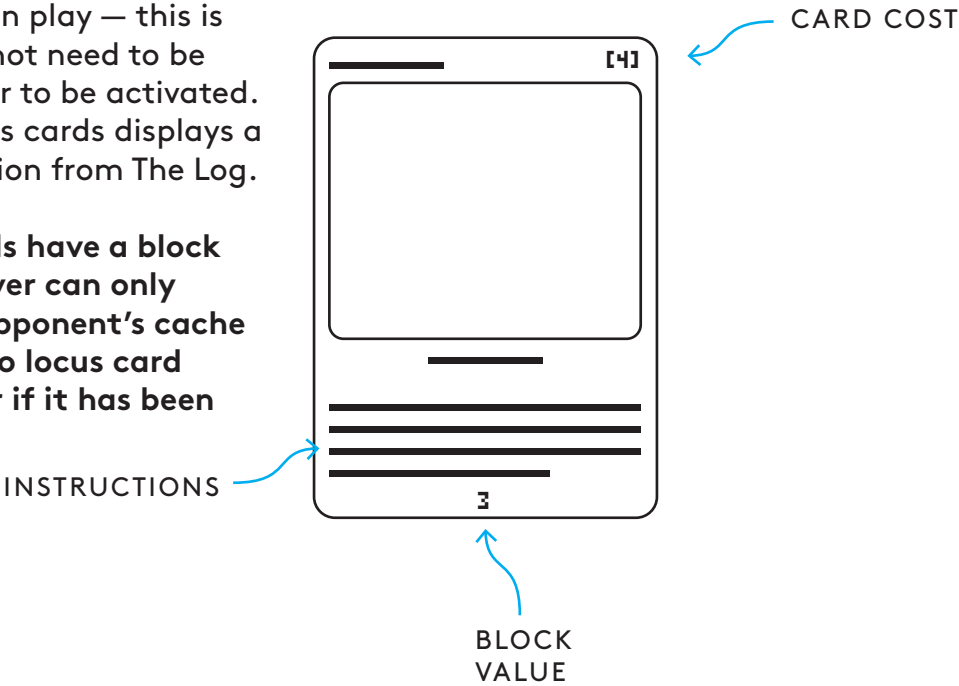 n play — this is
not need to be
r to be activated.
s cards displays a
ion from The Log.
ls have a block
yer can only
pponent’s cache
o locus card
r if it has been
CARD COST
[4]
INSTRUCTIONS
3
BLOCK
VALUE